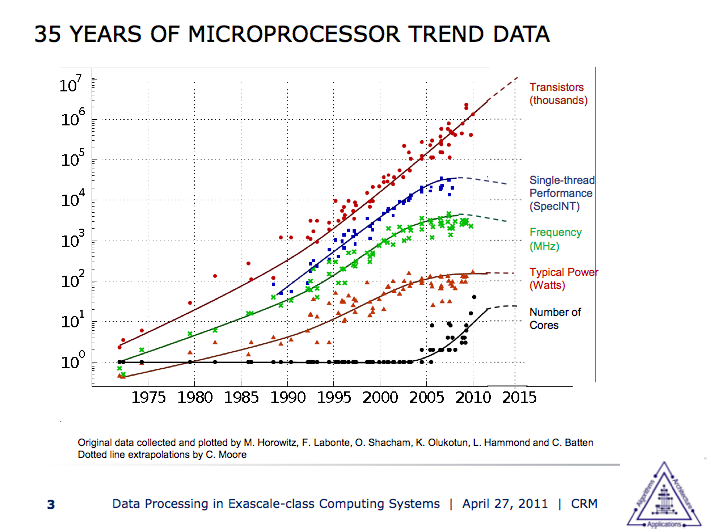 35 YEARS OF MICROPROCESSOR TREND DATA
10^7
10^6
10^5
10^4
10^3
10^2
10^1
10^0
Transistors
(thousands)
Single-thread
Performance
(SpecINT)
Frequency
(MHz)
Typical Power
(Watts)
Number of
Cores
1975 1980 1985 1990 1995 2000 2005 2010 2015
Original data collected and plotted by M. Horowitz, F. Labonte, O. Shacham, K. Olukotun, L. Hammond and C. Batten
Dotted line extrapolations by C. Moore
3 Data Processing in Exascale-class Computing Systems | April 27, 2011 | CRM
Algorithms
Architecture
Applications